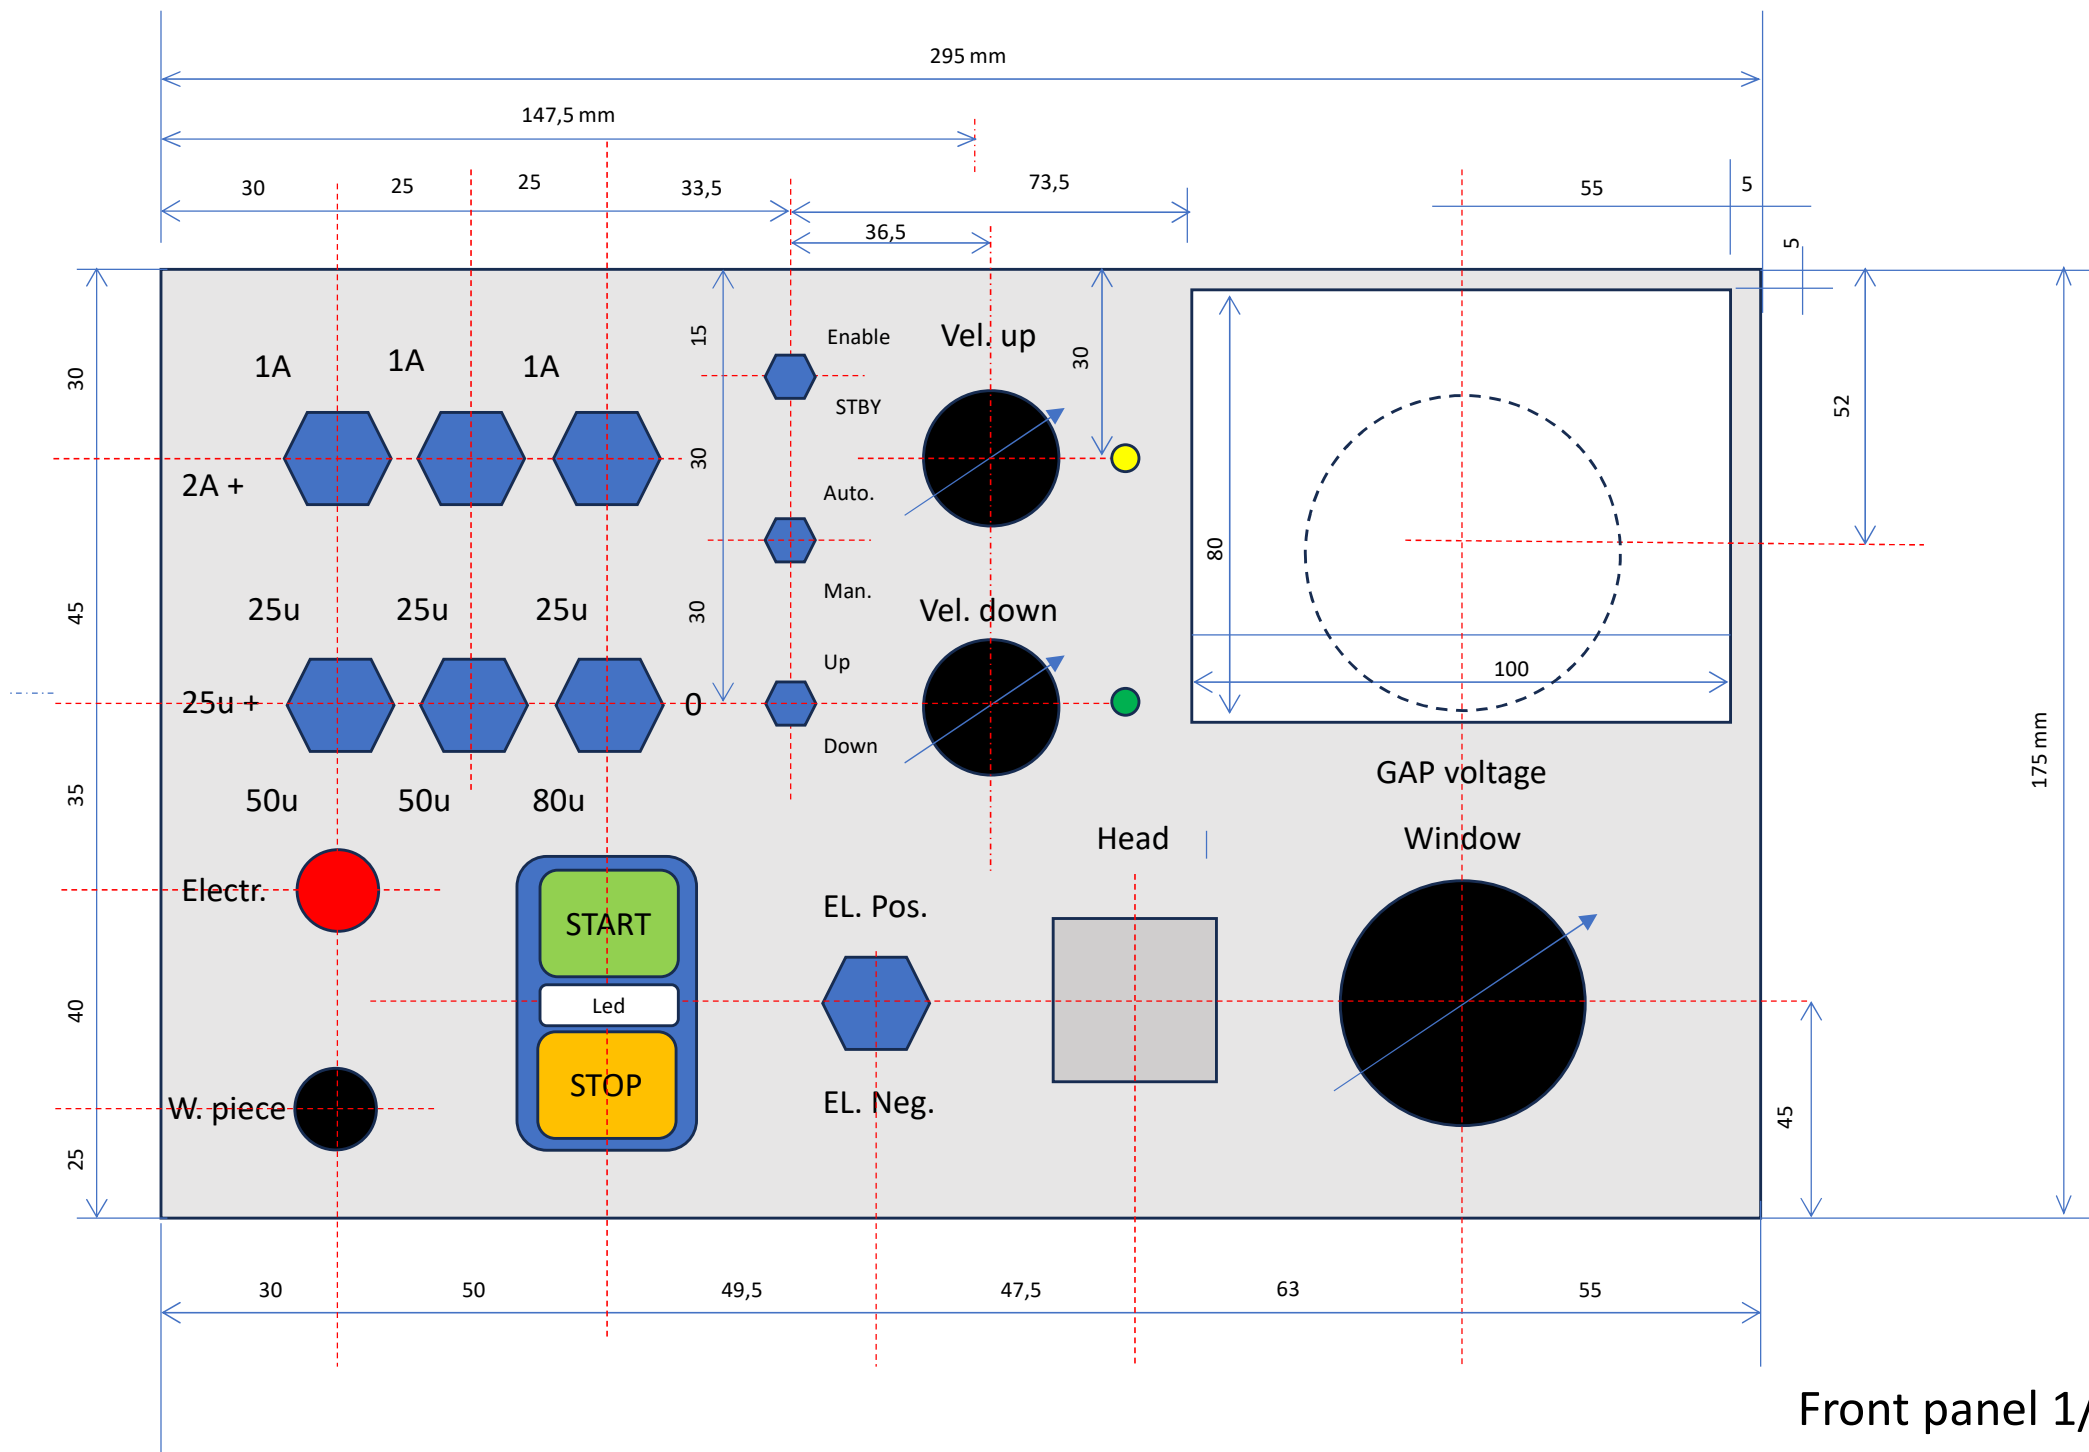 295 mm
147,5 mm
30
25
25
33,5
73,5
55
5
36,5
5
15
Enable
Vel. up
30
30
1A
1A
1A
STBY
52
30
2A +
Auto.
80
Man.
45
25u
25u
25u
30
Vel. down
Up
100
25u +
0
Down
175 mm
GAP voltage
35
50u
50u
80u
Head
Window
Electr.
START
EL. Pos.
40
Led
STOP
W. piece
EL. Neg.
45
25
30
50
49,5
47,5
63
55
Front panel 1/